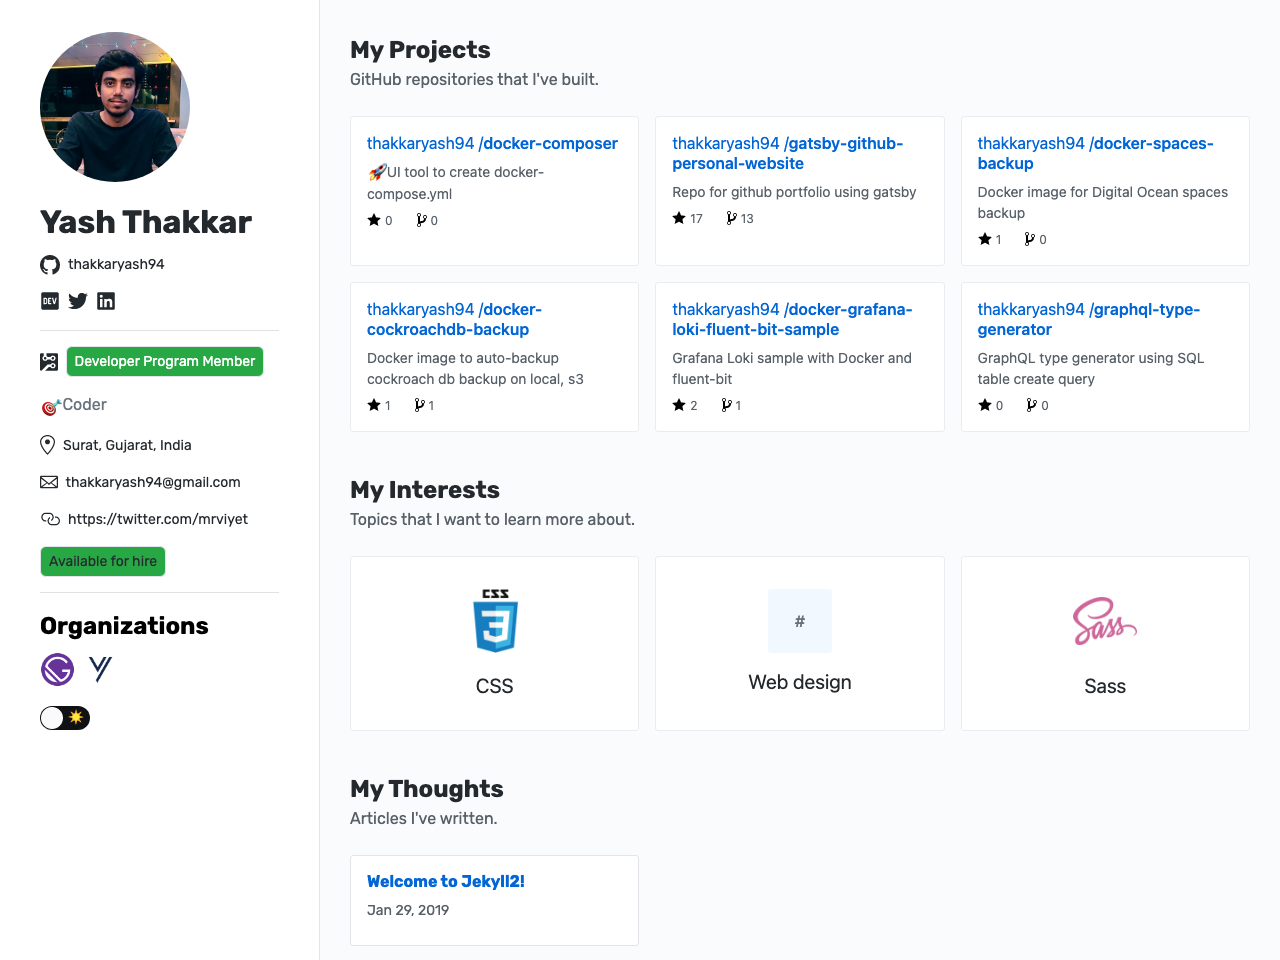 Yash Thakkar
thakkaryash94
DEV
in
Developer Program Member
🎯Coder
Surat, Gujarat, India
thakkaryash94@gmail.com
https://twitter.com/mrviyet
Available for hire
Organizations
My Projects
GitHub repositories that I've built.
thakkaryash94 /docker-composer
🚀UI tool to create docker-
compose.yml
0 0
thakkaryash94 /gatsby-github-
personal-website
Repo for github portfolio using gatsby
17 13
thakkaryash94 /docker-spaces-
backup
Docker image for Digital Ocean spaces
backup
1 0
thakkaryash94 /docker-
cockroachdb-backup
Docker image to auto-backup
cockroach db backup on local, s3
1 1
thakkaryash94 /docker-grafana-
loki-fluent-bit-sample
Grafana Loki sample with Docker and
fluent-bit
2 1
thakkaryash94 /graphql-type-
generator
GraphQL type generator using SQL
table create query
0 0
My Interests
Topics that I want to learn more about.
CSS
3
CSS
#
Web design
Sass
Sass
My Thoughts
Articles I've written.
Welcome to Jekyll2!
Jan 29, 2019